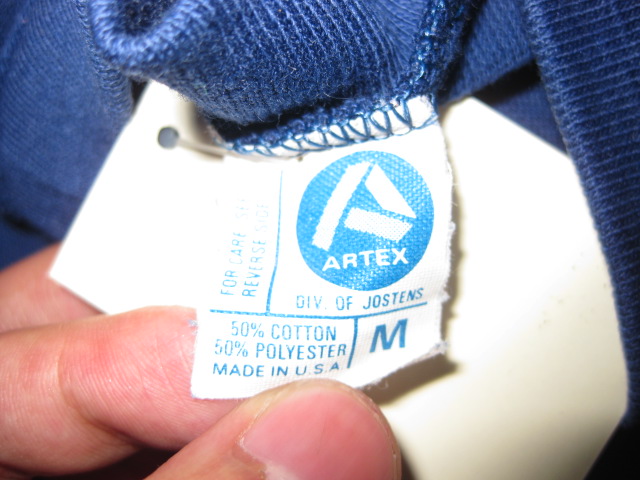 ARTEX
FOR CARE SEE
REVERSE SIDE
DIV. OF JOSTENS
50% COTTON
50% POLYESTER
MADE IN U.S.A
M